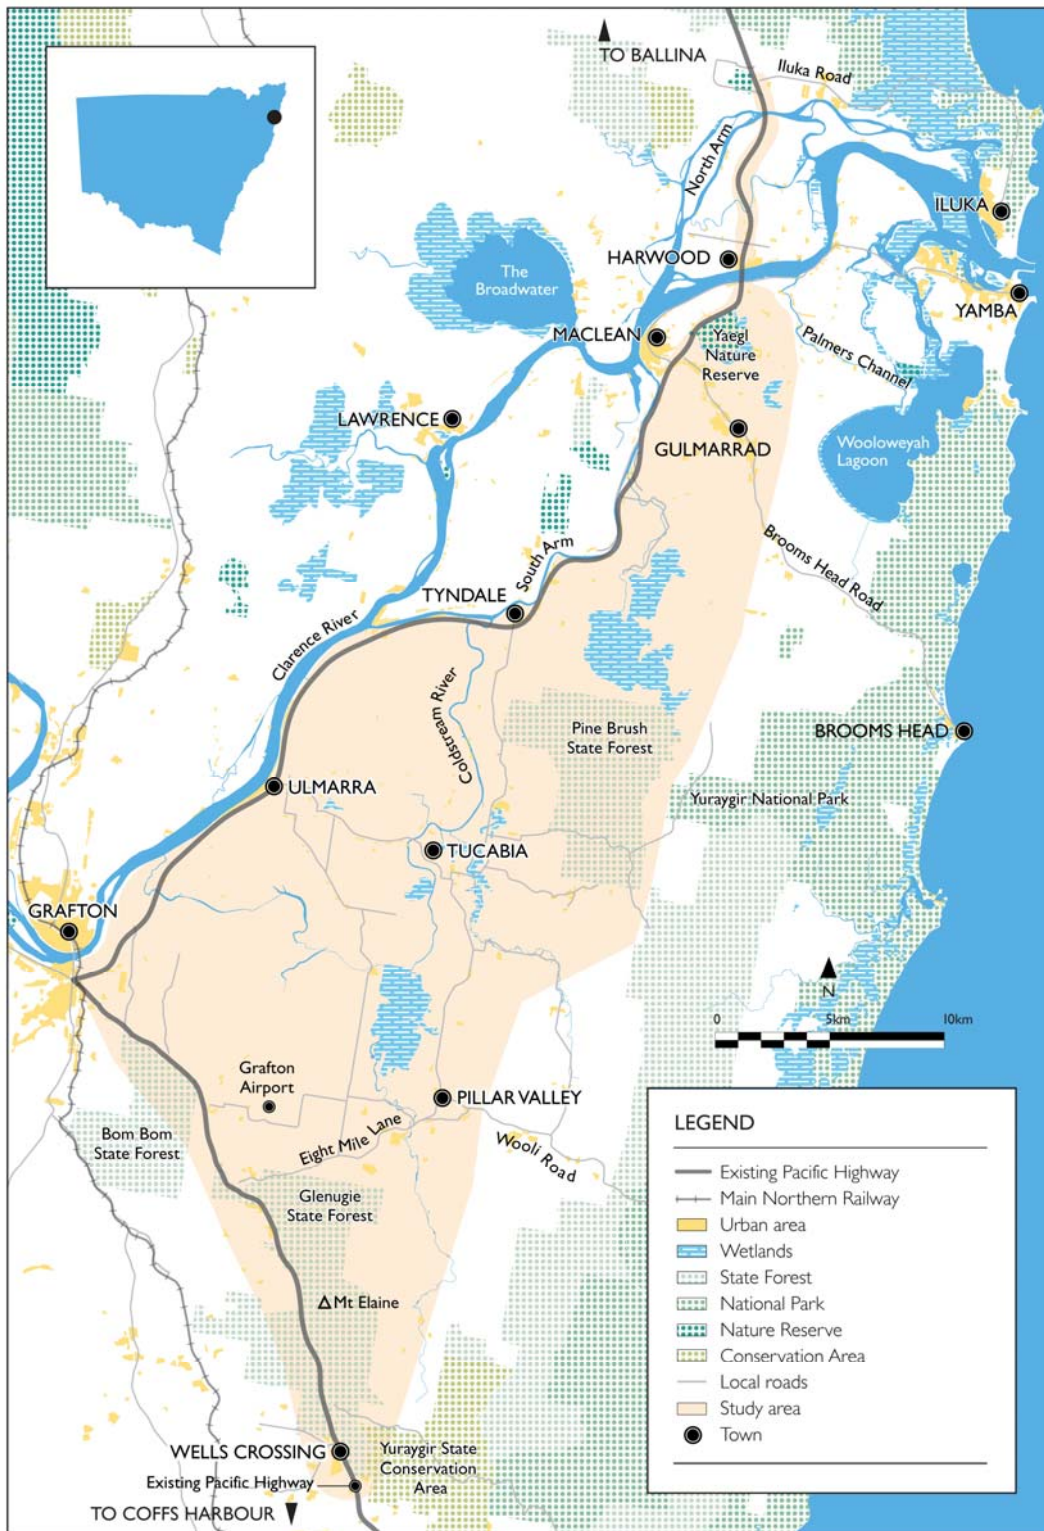 TO BALLINA
Iluka Road
North Arm
ILUKA
HARWOOD
The
Broadwater
YAMBA
MACLEAN
Yaegl
Nature
Reserve
Palmers
Channel
LAWRENCE
GULMARRAD
Wooloweyah
Lagoon
Brooms Head
Road
South Arm
TYNDALE
Clarence River
Coldstream River
Pine Brush
State Forest
BROOMS HEAD
ULMARRA
Yuraygir National Park
TUCABIA
GRAFTON
N
0 5km 10km
Grafton
Airport
PILLAR VALLEY
Bom Bom
State Forest
Eight Mile Lane
Wooli Road
Glenugie
State Forest
Mt Elaine
WELLS CROSSING
Yuraygir State
Conservation
Area
Existing Pacific Highway
TO COFFS HARBOUR
LEGEND
Existing Pacific Highway
Main Northern Railway
Urban area
Wetlands
State Forest
National Park
Nature Reserve
Conservation Area
Local roads
Study area
Town